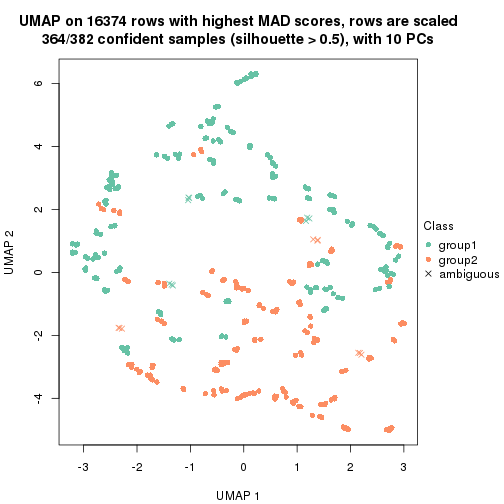 UMAP on 16374 rows with highest MAD scores, rows are scaled
364/382 confident samples (silhouette > 0.5), with 10 PCs
6
4
2
0
-2
-4
UMAP 2
-3
-2
-1
0
1
2
3
UMAP 1
Class
group1
group2
ambiguous